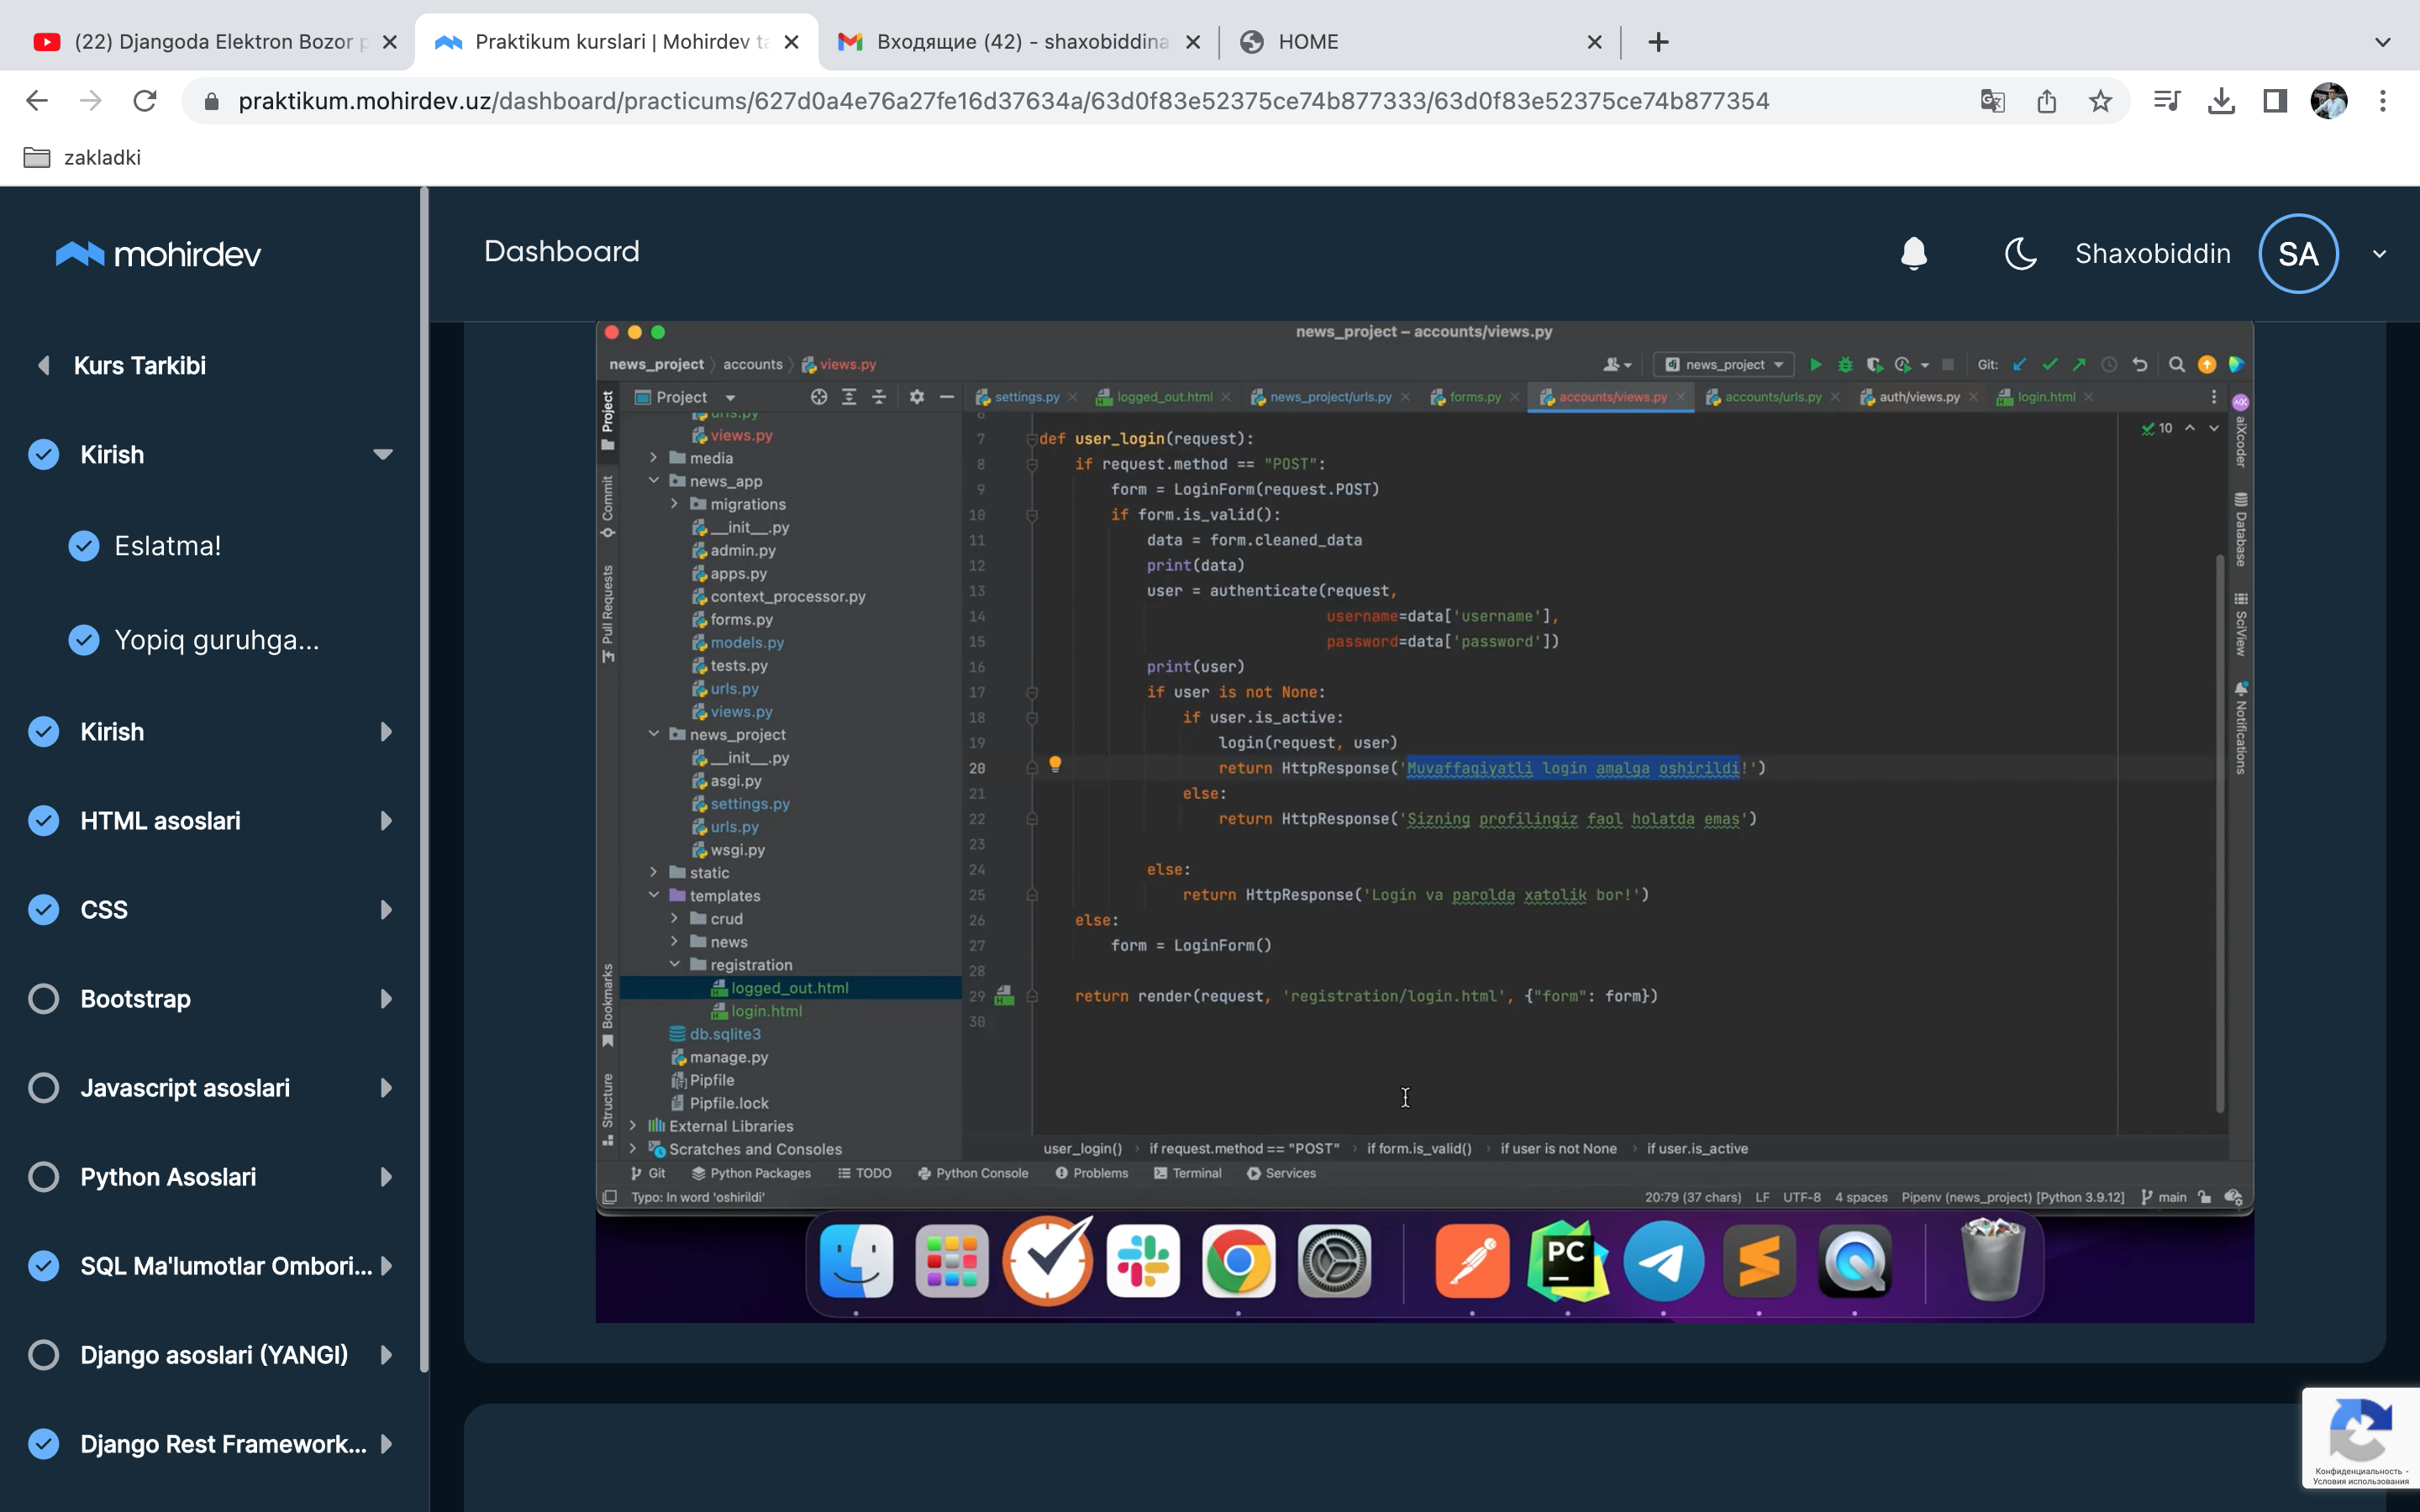 (22) Djangoda Elektron Bozor p
Praktikum kurslari | Mohirdev ta
Входящие (42) - shaxobiddina
HOME
praktikum.mohirdev.uz/dashboard/practicums/627d0a4e76a27fe16d37634a/63d0f83e52375ce74b877333/63d0f83e52375ce74b877354
zakladki
mohirdev
Dashboard
Shaxobiddin
SA
Kurs Tarkibi
Kirish
Eslatma!
Yopiq guruhga...
Kirish
HTML asoslari
CSS
Bootstrap
Javascript asoslari
Python Asoslari
SQL Ma'lumotlar Ombori...
Django asoslari (YANGI)
Django Rest Framework...
news_project – accounts/views.py
news_project accounts views.py
news_project
Git:
Project
settings.py
logged_out.html
news_project/urls.py
forms.py
accounts/views.py
accounts/urls.py
auth/views.py
login.html
Project
Commit
Pull Requests
Bookmarks
Structure
urls.py
views.py
media
news_app
migrations
__init__.py
admin.py
apps.py
context_processor.py
forms.py
models.py
tests.py
urls.py
views.py
news_project
__init__.py
asgi.py
settings.py
urls.py
wsgi.py
static
templates
crud
news
registration
logged_out.html
login.html
db.sqlite3
manage.py
Pipfile
Pipfile.lock
External Libraries
Scratches and Consoles
6
7 def user_login(request):
8 if request.method == "POST":
9 form = LoginForm(request.POST)
10 if form.is_valid():
11 data = form.cleaned_data
12 print(data)
13 user = authenticate(request,
14 username=data['username'],
15 password=data['password'])
16 print(user)
17 if user is not None:
18 if user.is_active:
19 login(request, user)
20 return HttpResponse('Muvaffaqiyatli login amalga oshirildi!')
21 else:
22 return HttpResponse('Sizning profilingiz faol holatda emas')
23
24 else:
25 return HttpResponse('Login va parolda xatolik bor!')
26 else:
27 form = LoginForm()
28
29 return render(request, 'registration/login.html', {"form": form})
30
10
aiXcoder
Database
SciView
Notifications
user_login() if request.method == "POST" if form.is_valid() if user is not None if user.is_active
Git Python Packages TODO Python Console Problems Terminal Services
Typo: In word 'oshirildi'
20:79 (37 chars) LF UTF-8 4 spaces Pipenv (news_project) [Python 3.9.12] main
PC
Конфиденциальность -
Условия использования